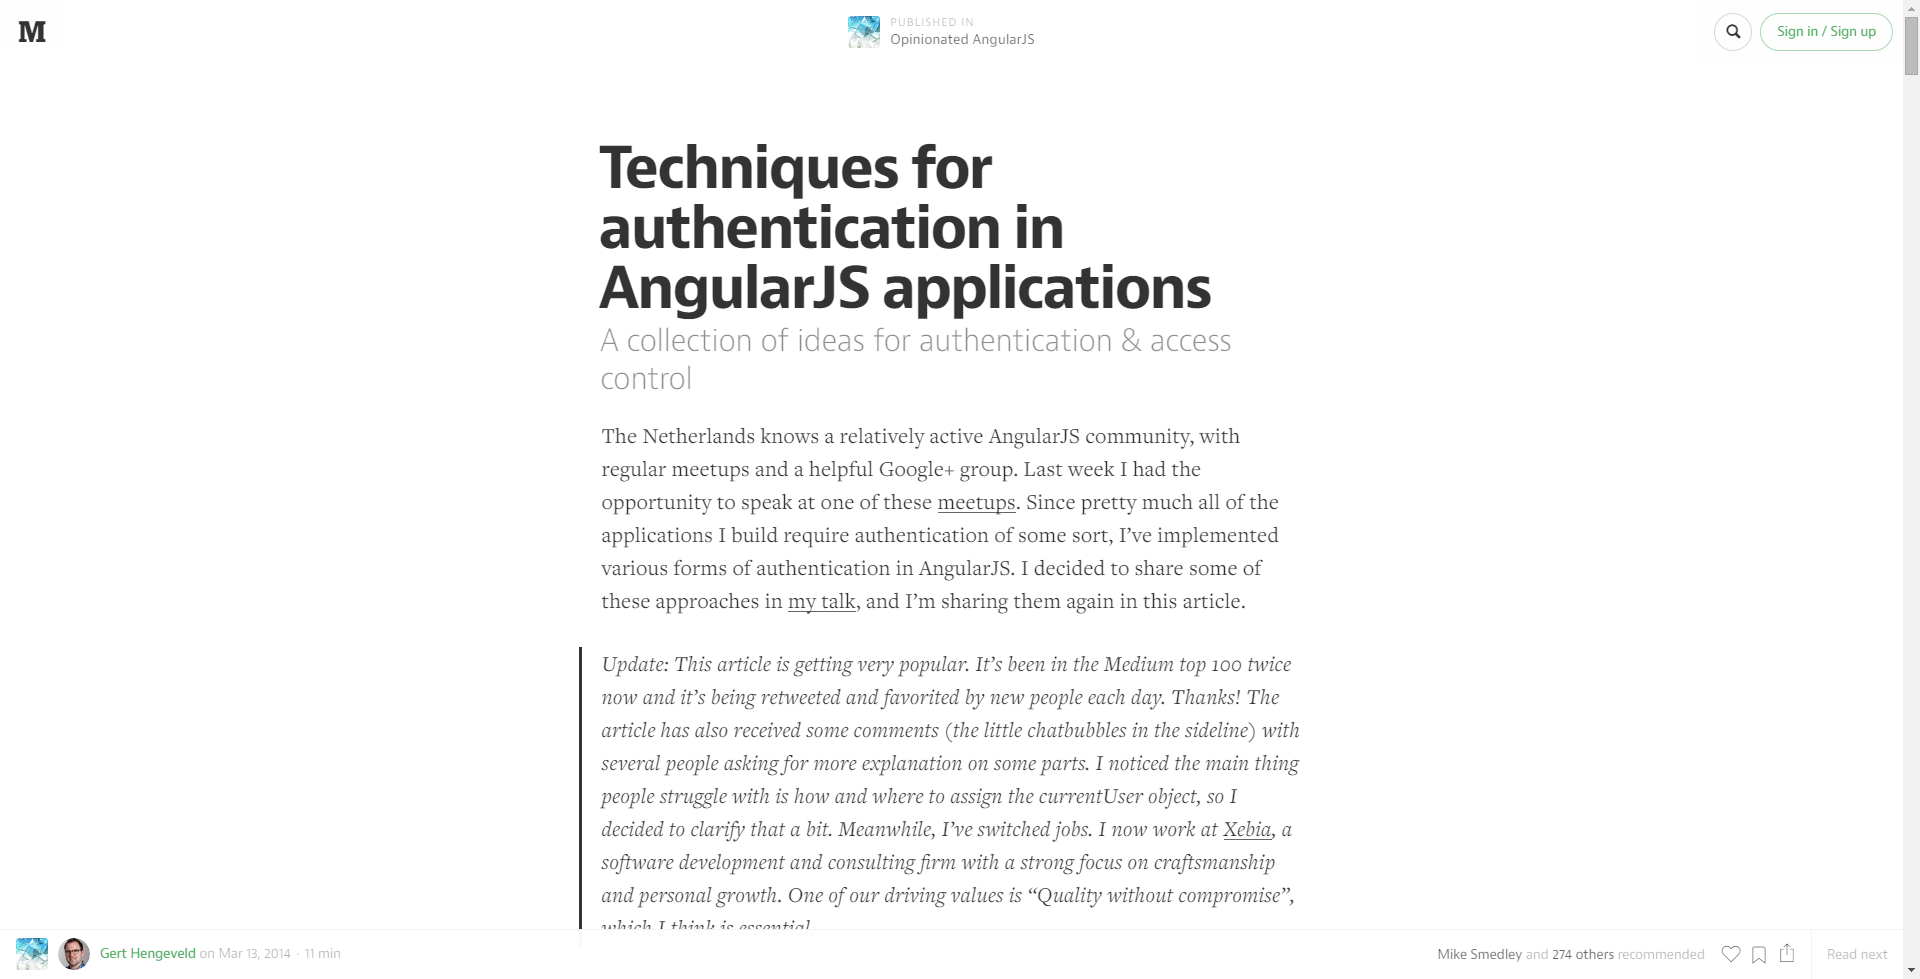 M
PUBLISHED IN
Opinionated AngularJS
Sign in / Sign up
Techniques for
authentication in
AngularJS applications
A collection of ideas for authentication & access
control
The Netherlands knows a relatively active AngularJS community, with
regular meetups and a helpful Google+ group. Last week I had the
opportunity to speak at one of these meetups. Since pretty much all of the
applications I build require authentication of some sort, I’ve implemented
various forms of authentication in AngularJS. I decided to share some of
these approaches in my talk, and I’m sharing them again in this article.
Update: This article is getting very popular. It’s been in the Medium top 100 twice
now and it’s being retweeted and favorited by new people each day. Thanks! The
article has also received some comments (the little chatbubbles in the sideline) with
several people asking for more explanation on some parts. I noticed the main thing
people struggle with is how and where to assign the currentUser object, so I
decided to clarify that a bit. Meanwhile, I’ve switched jobs. I now work at Xebia, a
software development and consulting firm with a strong focus on craftsmanship
and personal growth. One of our driving values is “Quality without compromise”,
which I think is essential.
Gert Hengeveld on Mar 13, 2014 · 11 min
Mike Smedley and 274 others recommended
Read next